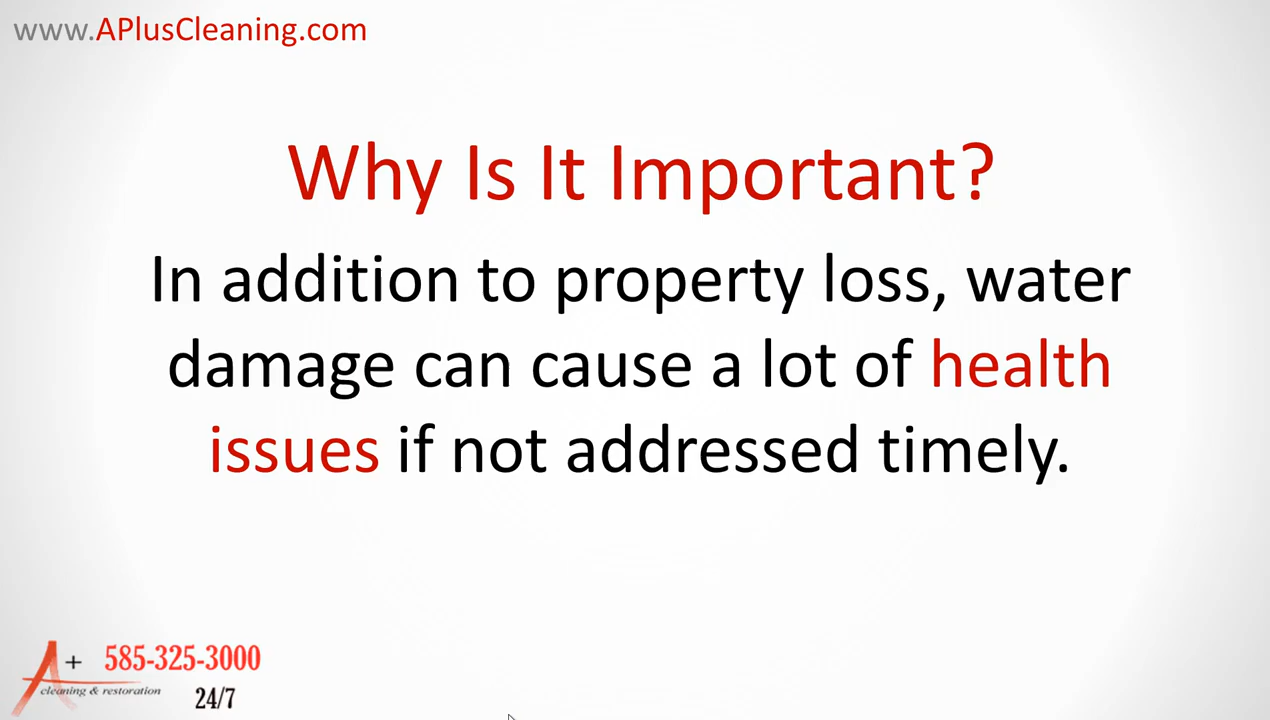 www.APlusCleaning.com
Why Is It Important?
In addition to property loss, water
damage can cause a lot of health
issues if not addressed timely.
A+ 585-325-3000
cleaning & restoration
24/7